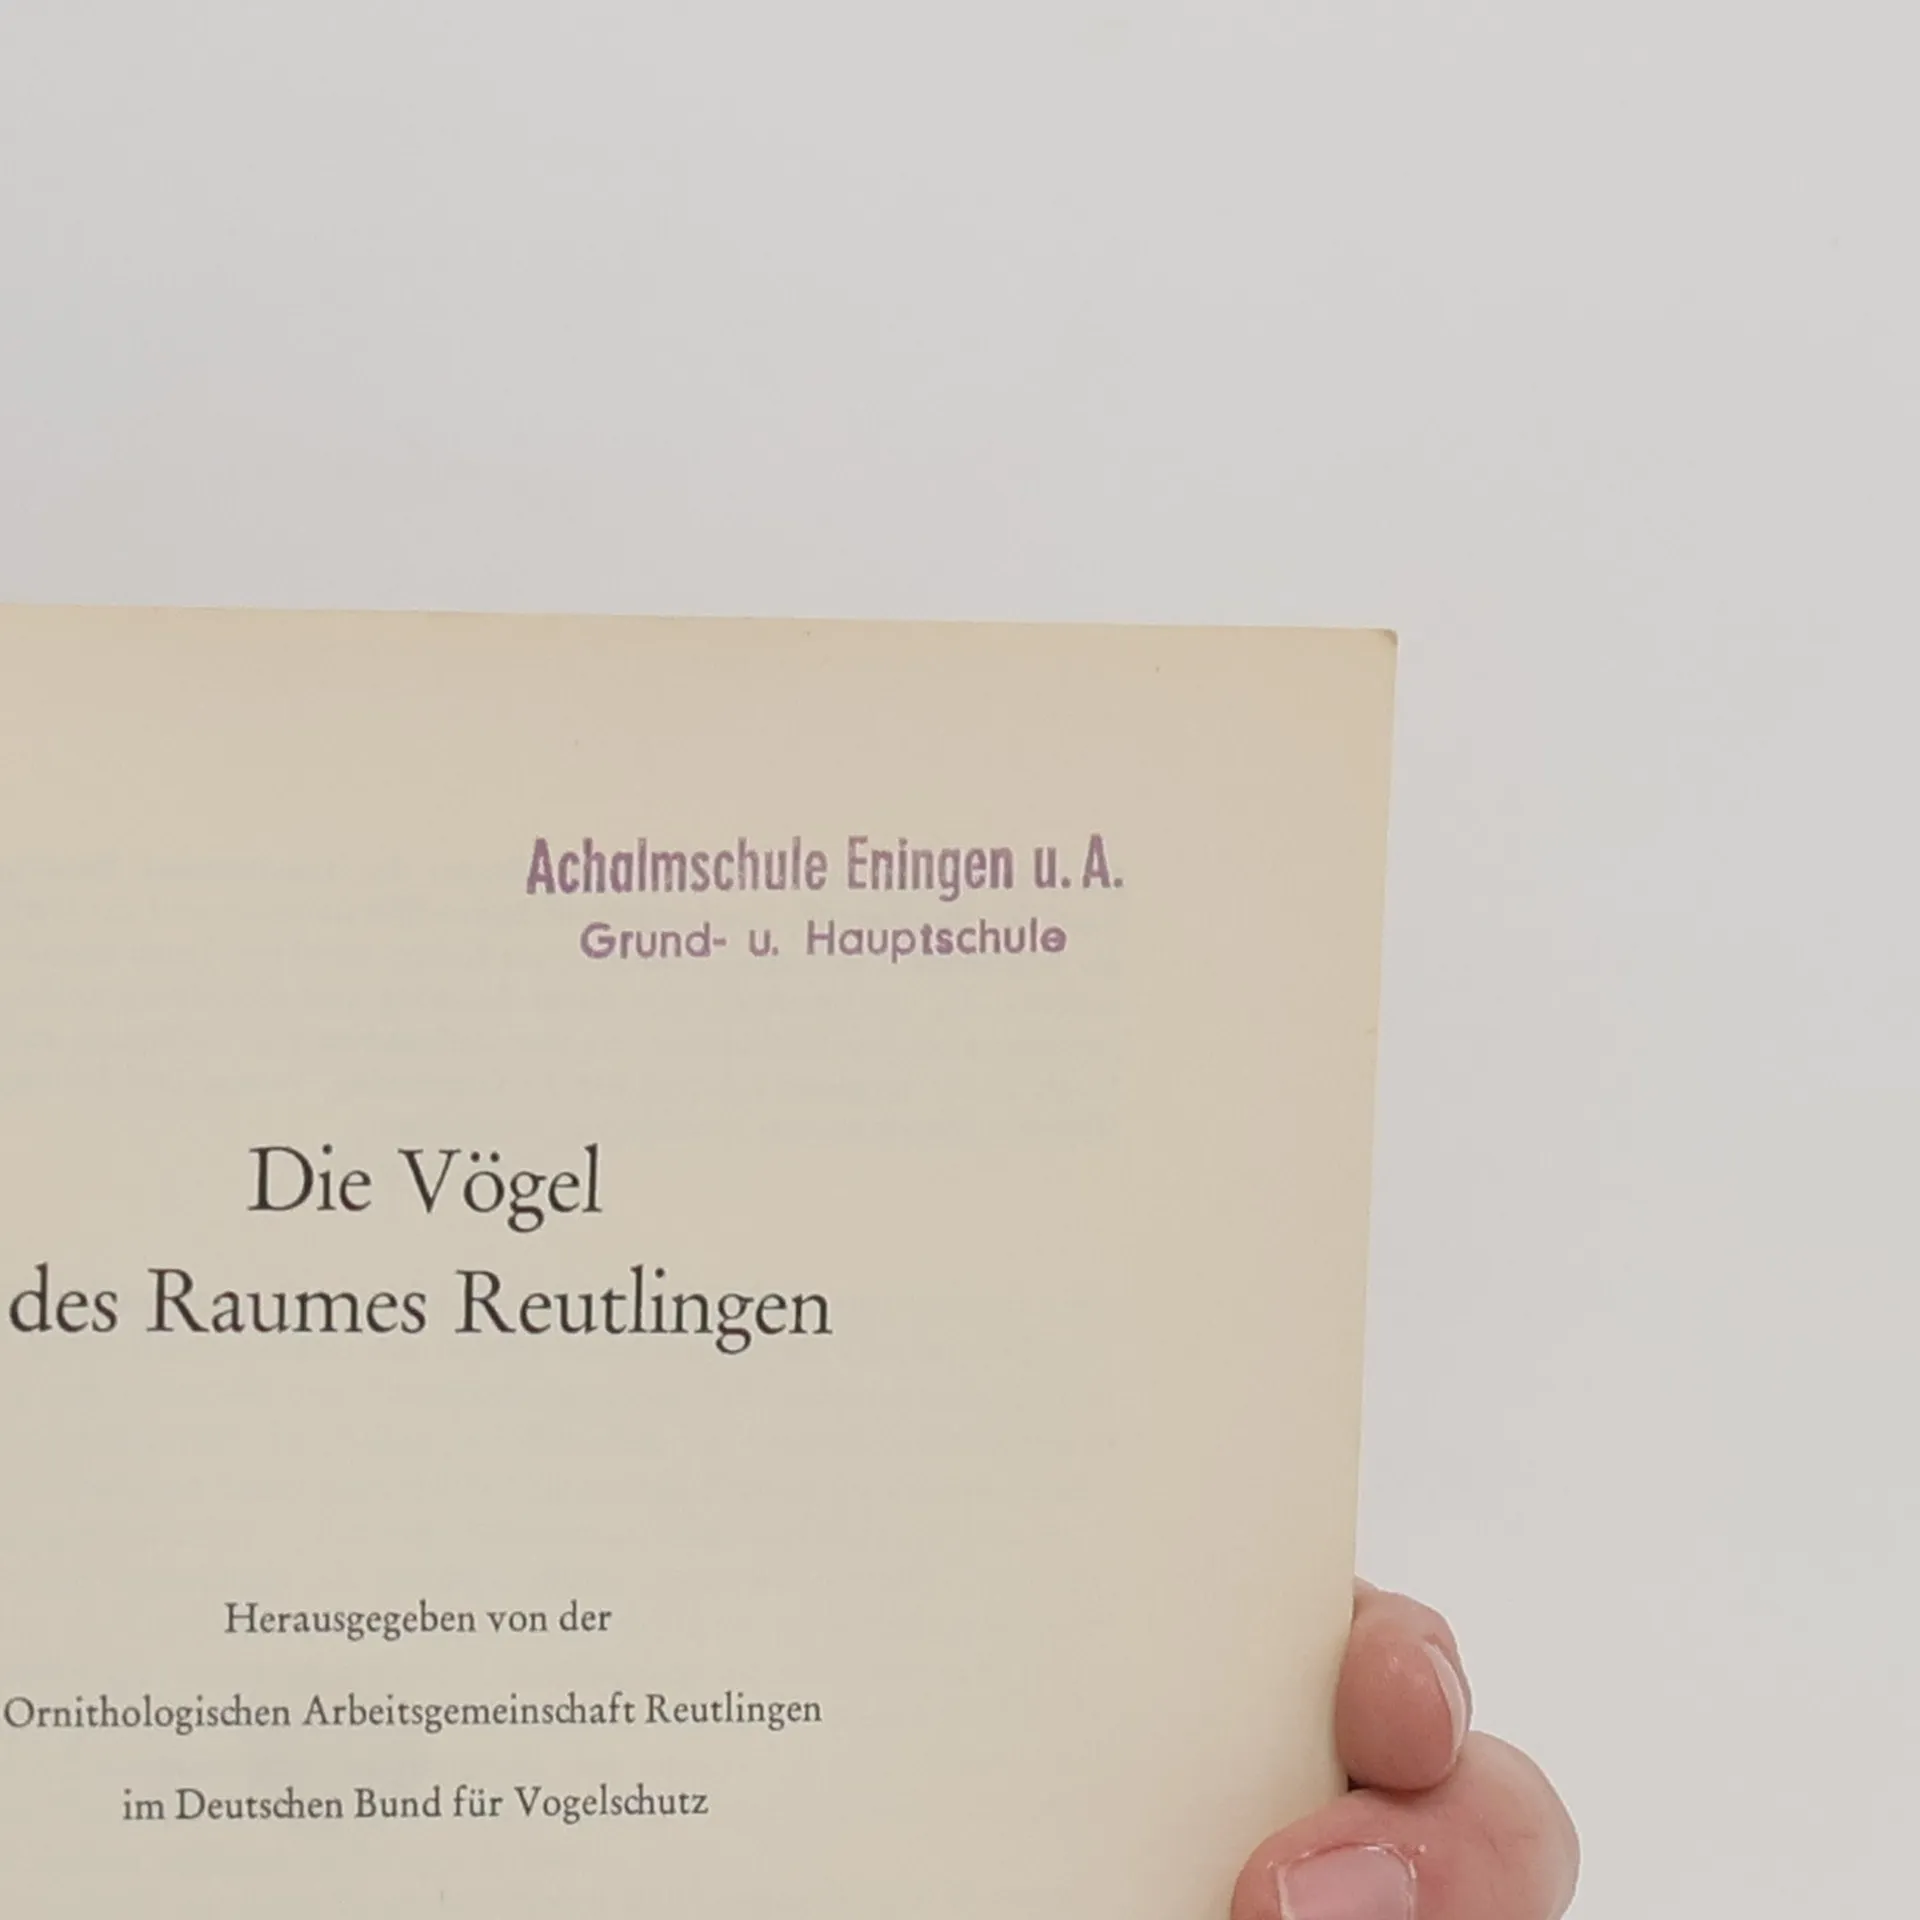 Achalmschule Eningen u. A.
Grund- u. Hauptschule
Die Vögel
des Raumes Reutlingen
Herausgegeben von der
Ornithologischen Arbeitsgemeinschaft Reutlingen
im Deutschen Bund für Vogelschutz